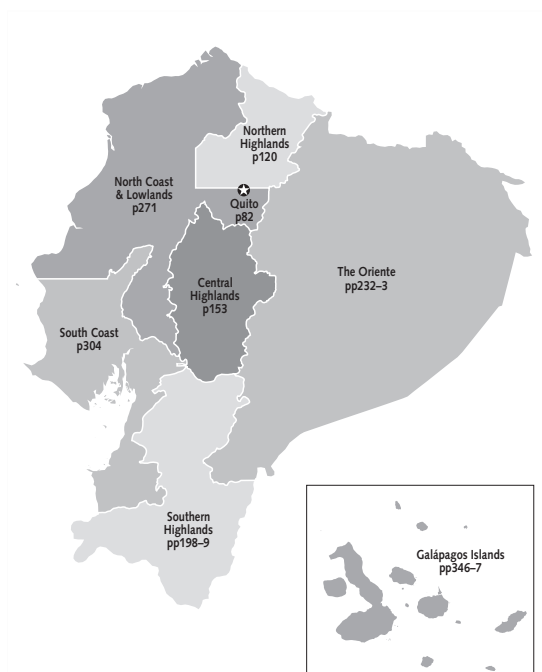 Northern
Highlands
p120
North Coast
& Lowlands
p271
Quito
p82
Central
Highlands
p153
The Oriente
pp232–3
South Coast
p304
Southern
Highlands
pp198–9
Galápagos Islands
pp346–7